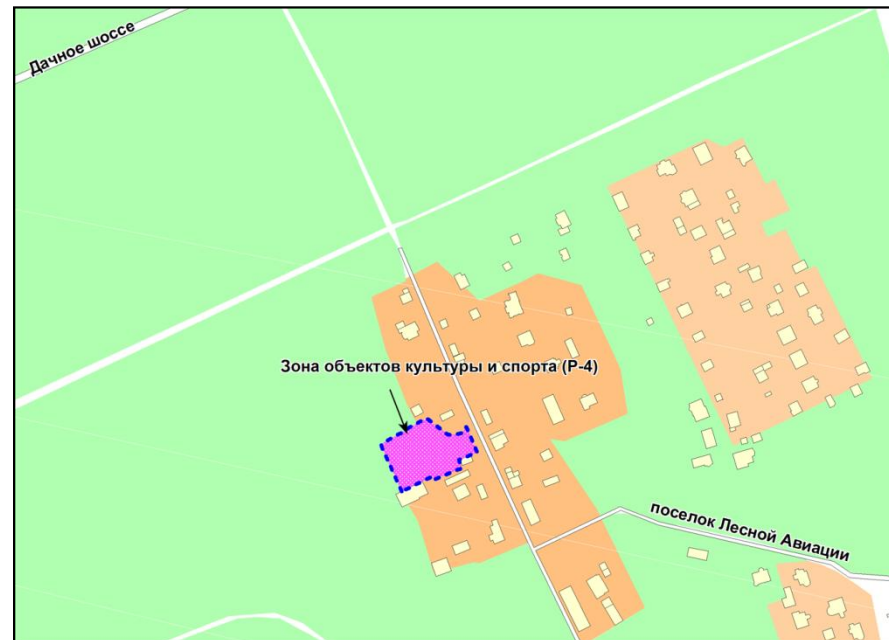 Дачное шоссе
Зона объектов культуры и спорта (Р-4)
поселок Лесной Авиации